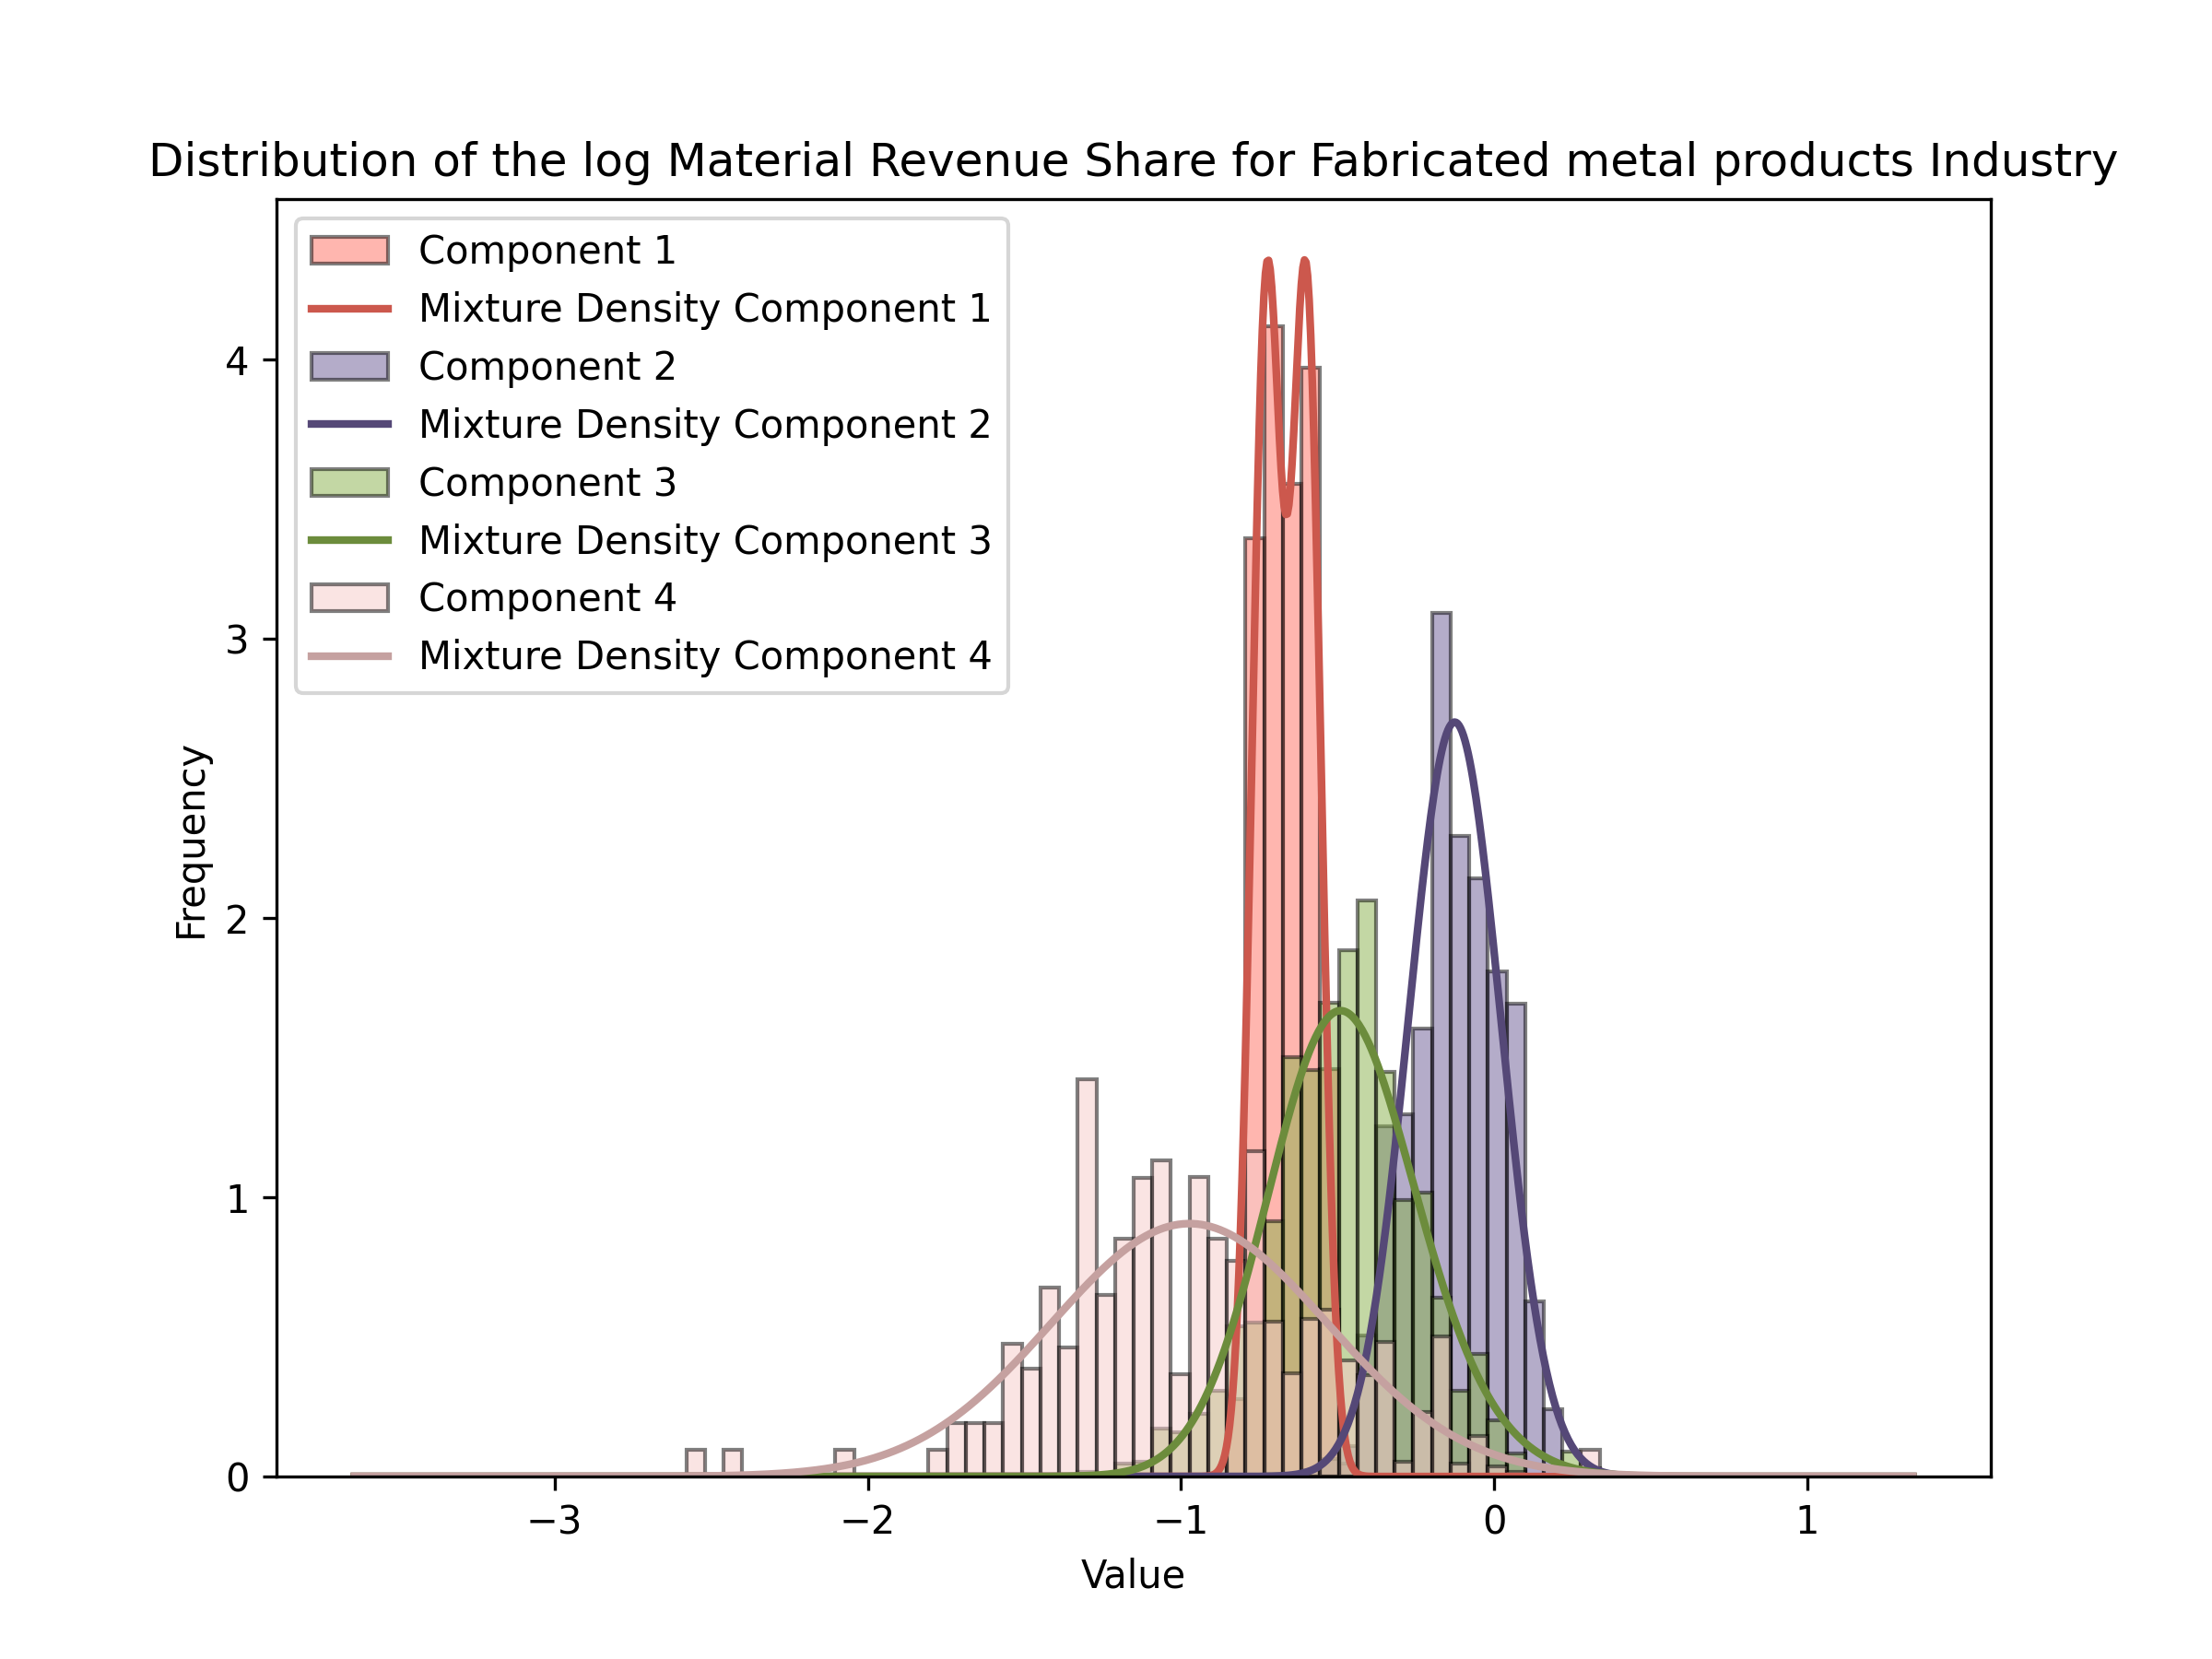 Distribution of the log Material Revenue Share for Fabricated metal products Industry
Component 1
Mixture Density Component 1
Component 2
Mixture Density Component 2
Component 3
Mixture Density Component 3
Component 4
Mixture Density Component 4
4
3
2
1
0
Frequency
−3 −2 −1 0 1
Value